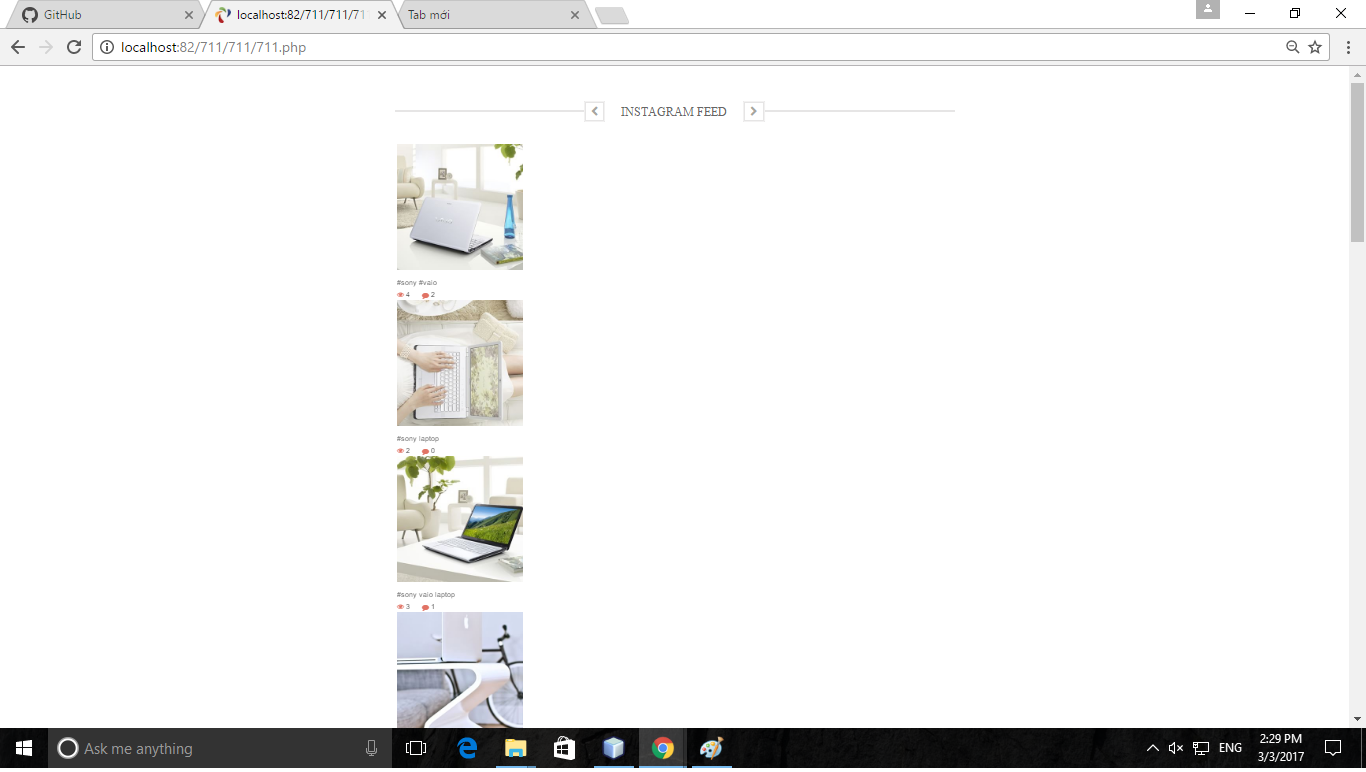 GitHub
localhost:82/711/711/71
Tab mới
localhost:82/711/711/711.php
INSTAGRAM FEED
#sony #vaio
4 2
#sony laptop
2 0
#sony vaio laptop
3 1
Ask me anything
ENG
2:29 PM
3/3/2017